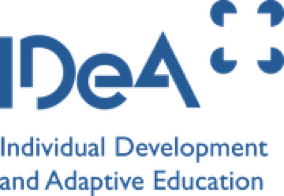 IDeA
Individual Development
and Adaptive Education